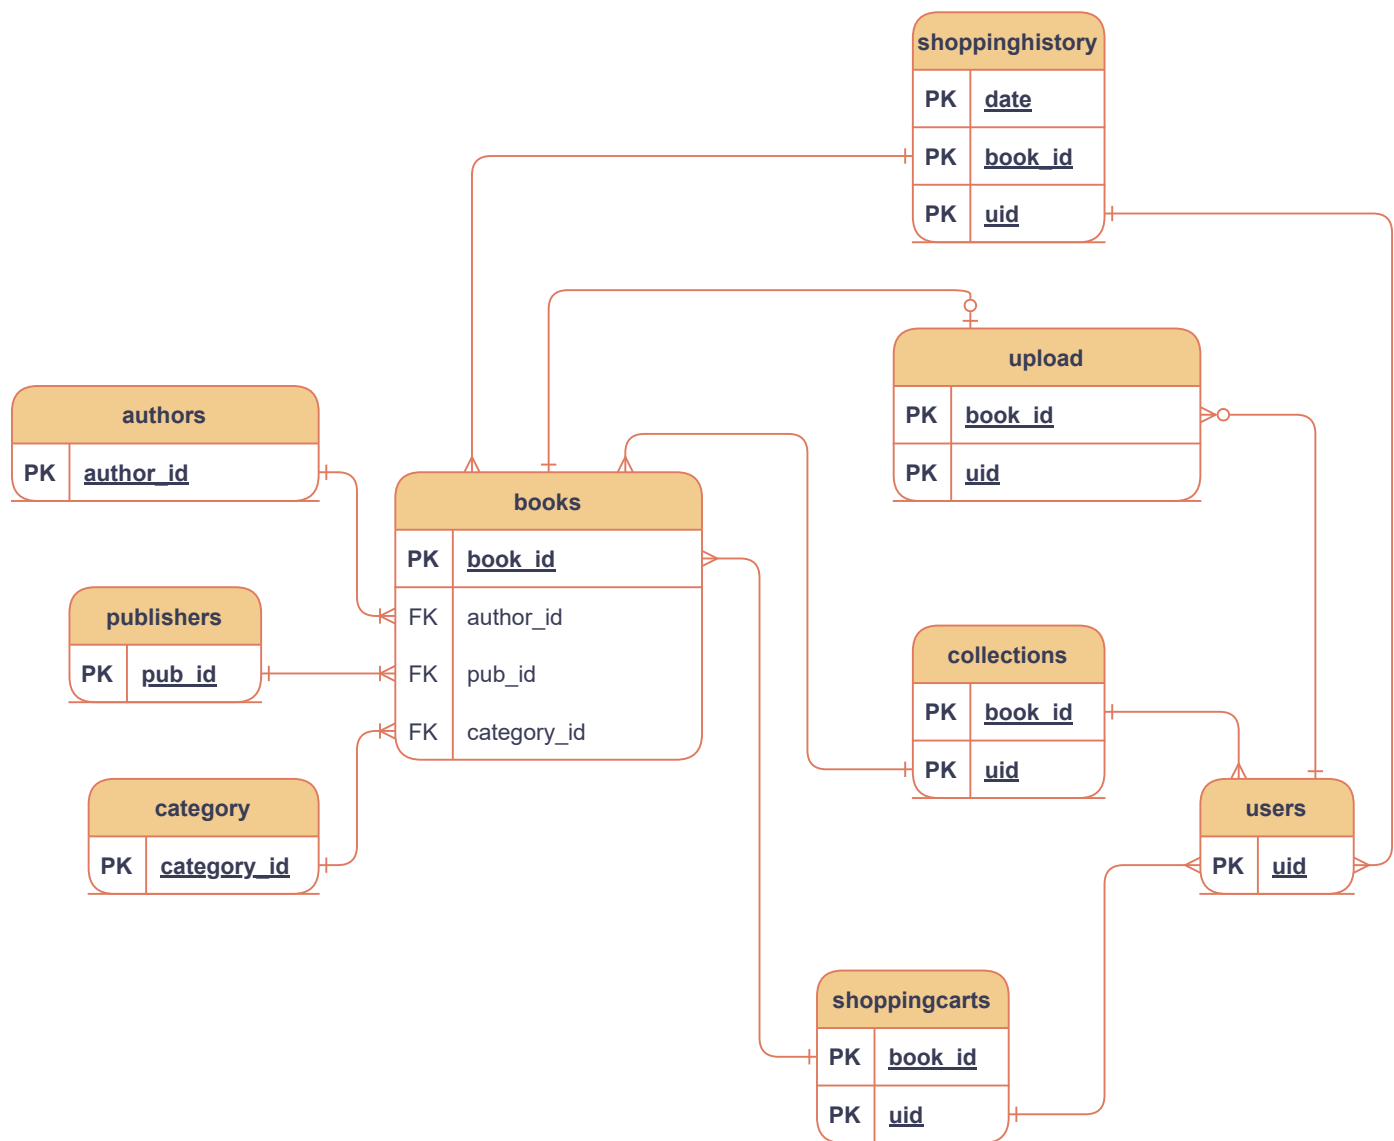 shoppinghistory
PK date
PK book_id
PK uid
upload
PK book_id
PK uid
authors
PK author_id
books
PK book_id
FK author_id
FK pub_id
FK category_id
publishers
PK pub_id
collections
PK book_id
PK uid
category
PK category_id
users
PK uid
shoppingcarts
PK book_id
PK uid